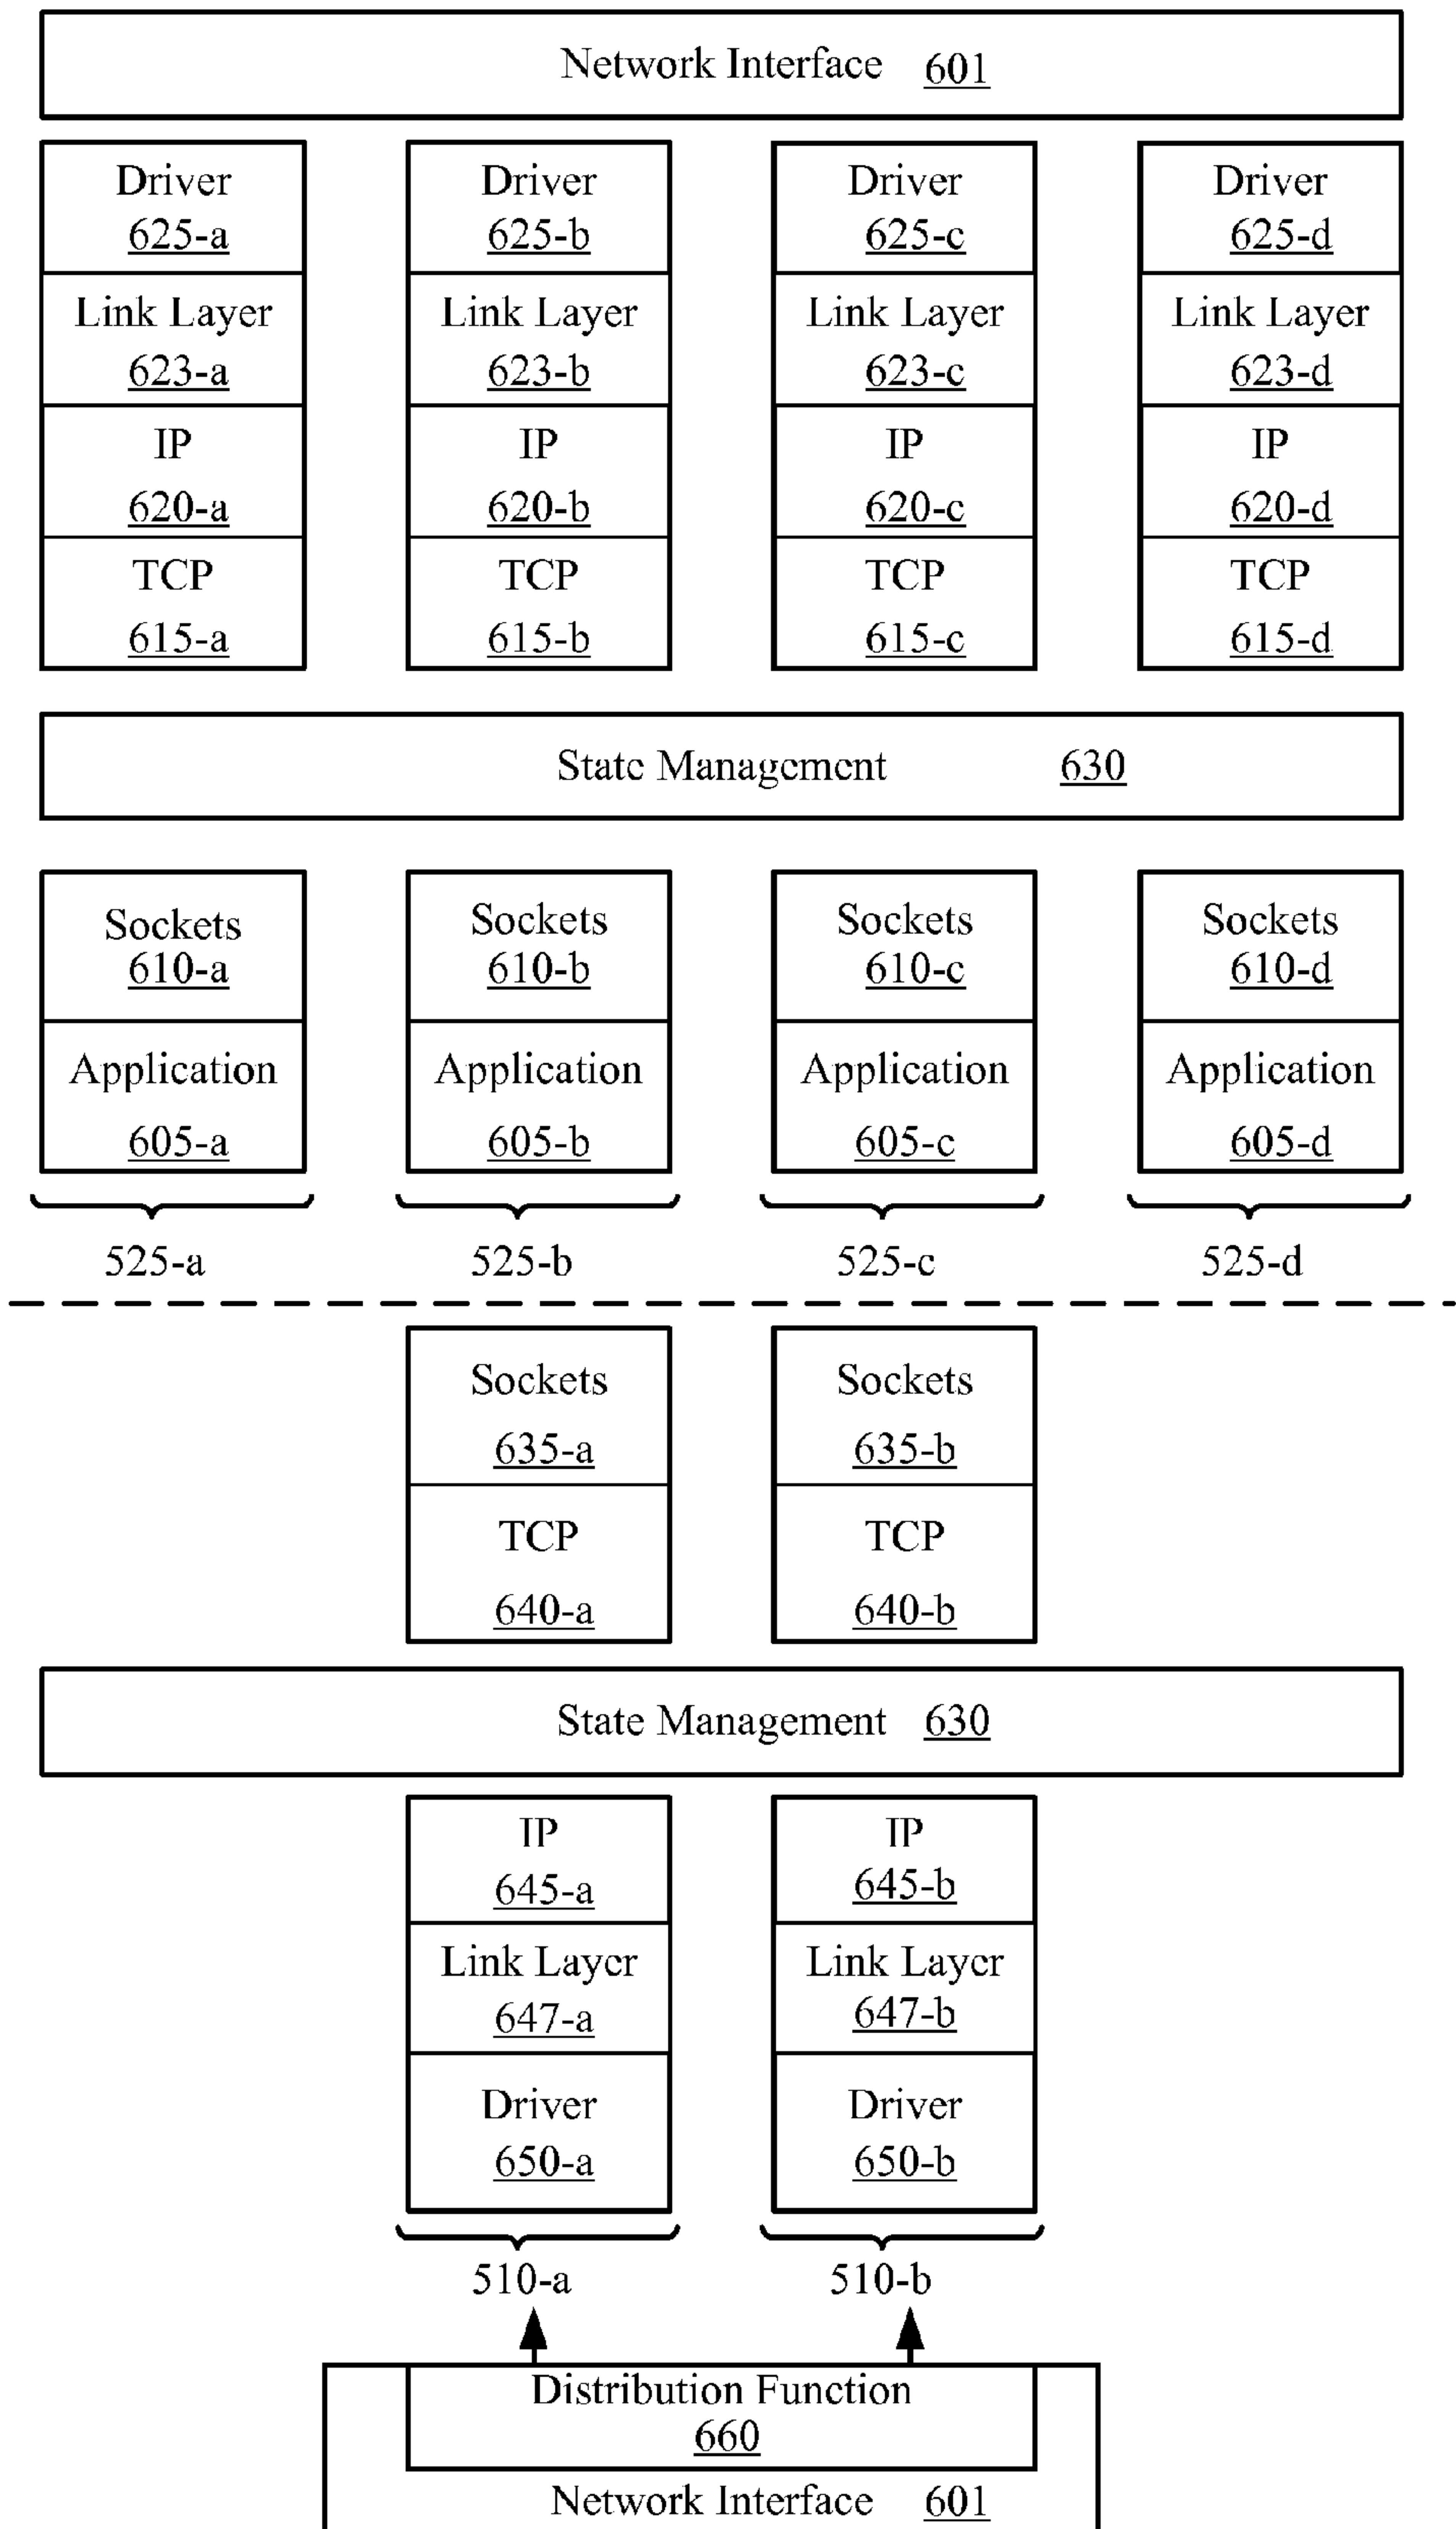 Network Interface 601
Driver
625-a
Link Layer
623-a
IP
620-a
TCP
615-a
Driver
625-b
Link Layer
623-b
IP
620-b
TCP
615-b
Driver
625-c
Link Layer
623-c
IP
620-c
TCP
615-c
Driver
625-d
Link Layer
623-d
IP
620-d
TCP
615-d
State Management 630
Sockets
610-a
Application
605-a
525-a
Sockets
610-b
Application
605-b
525-b
Sockets
610-c
Application
605-c
525-c
Sockets
610-d
Application
605-d
525-d
Sockets
635-a
TCP
640-a
Sockets
635-b
TCP
640-b
State Management 630
IP
645-a
Link Layer
647-a
Driver
650-a
510-a
IP
645-b
Link Layer
647-b
Driver
650-b
510-b
Distribution Function
660
Network Interface 601